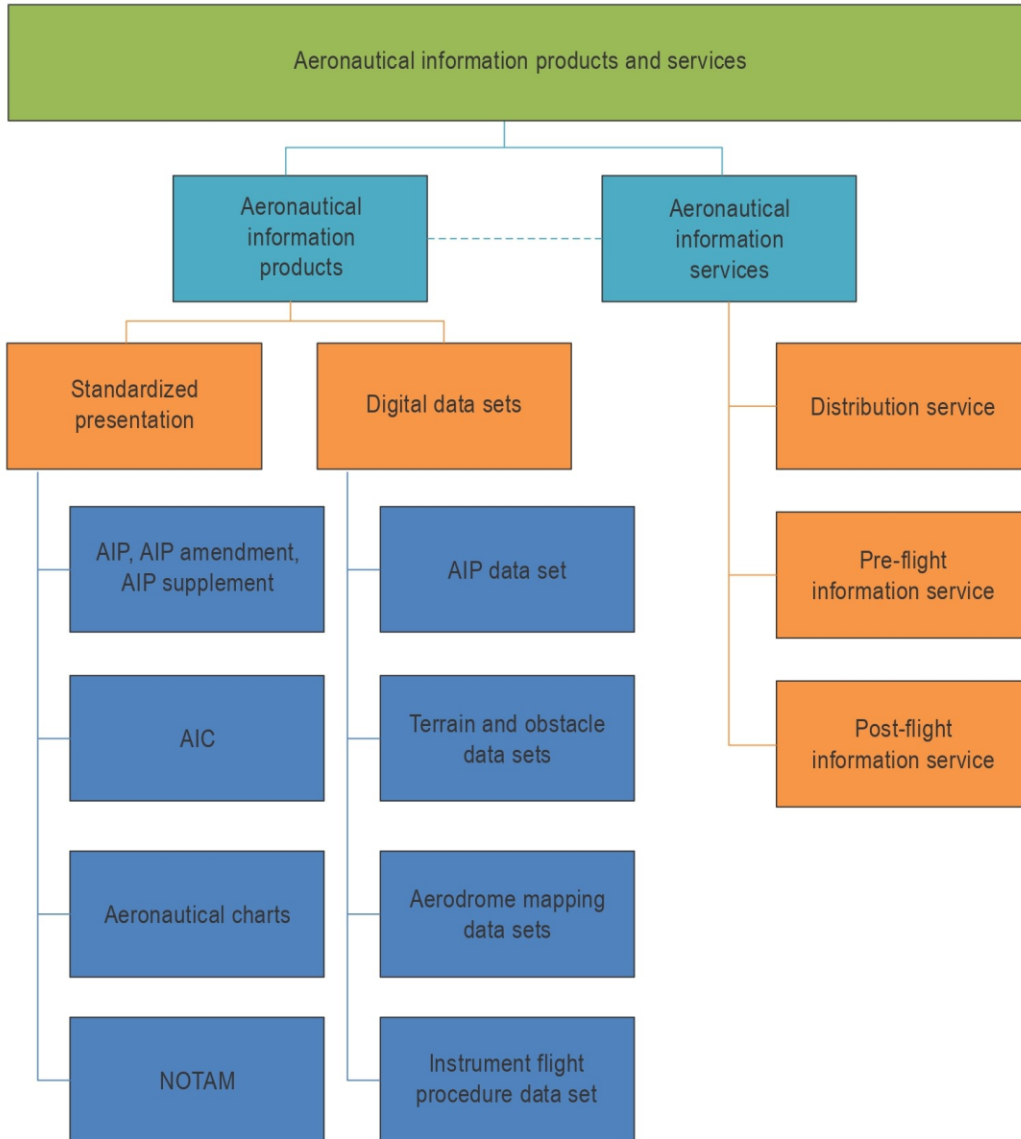 Aeronautical information products and services
Aeronautical
information
products
Aeronautical
information
services
Standardized
presentation
Digital data sets
Distribution service
AIP, AIP amendment,
AIP supplement
AIP data set
Pre-flight
information service
AIC
Terrain and obstacle
data sets
Post-flight
information service
Aeronautical charts
Aerodrome mapping
data sets
NOTAM
Instrument flight
procedure data set